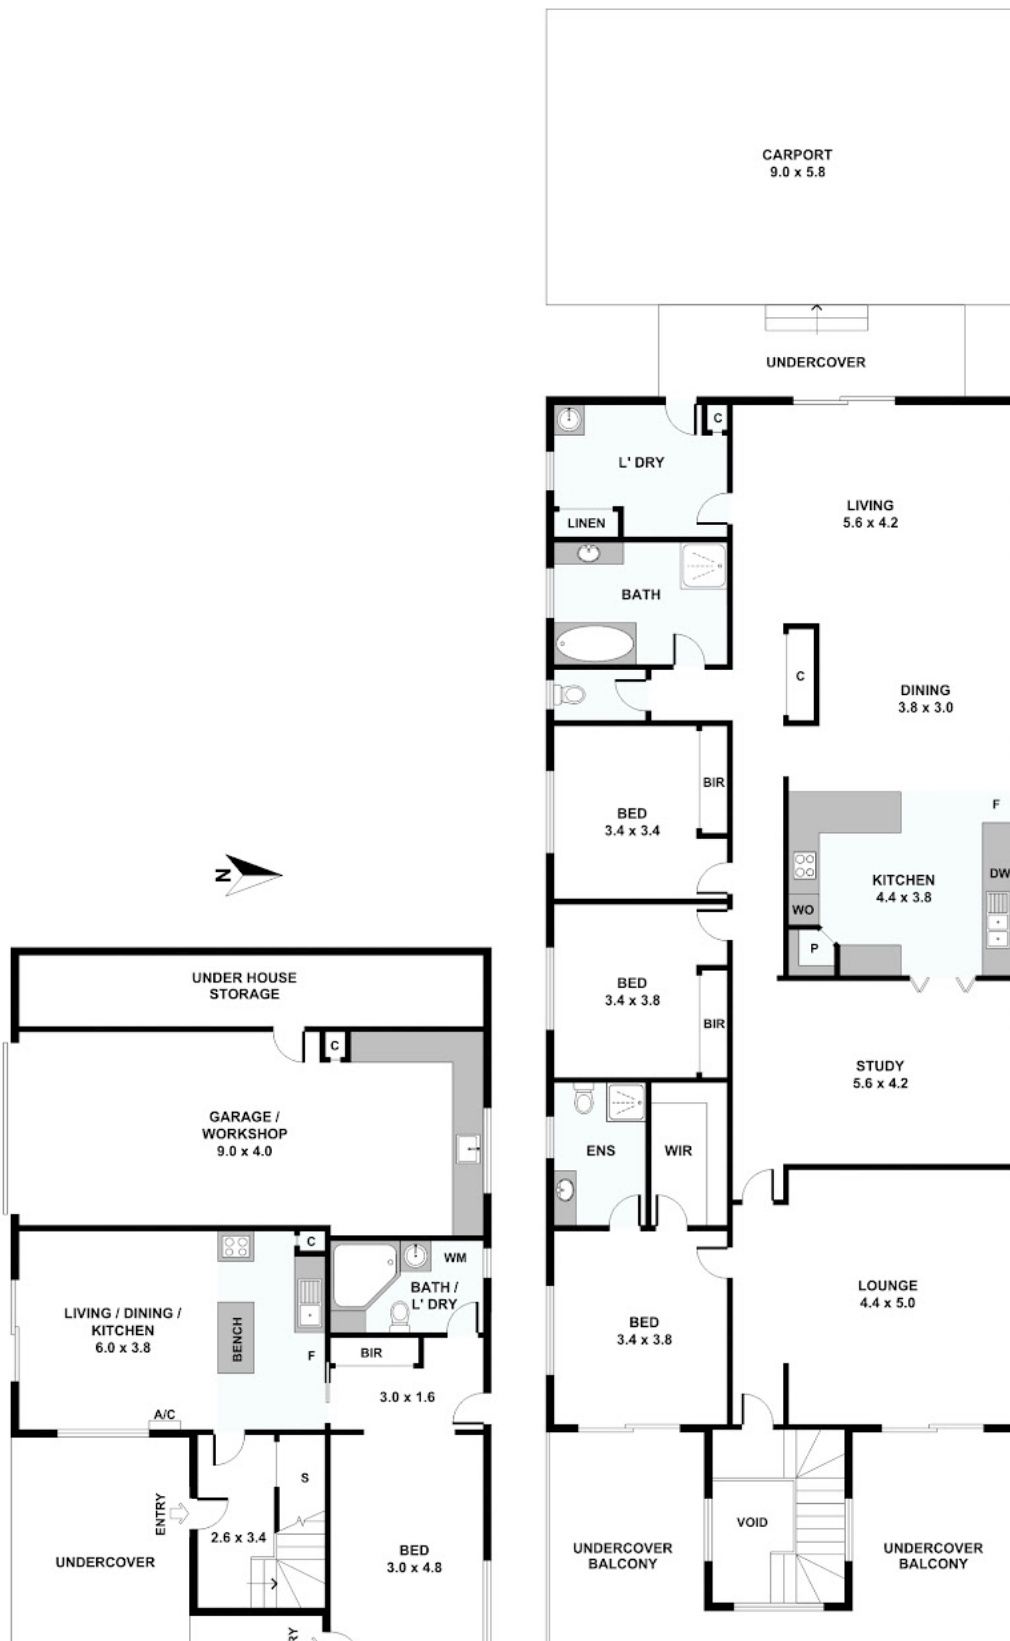 CARPORT
9.0 x 5.8
UNDERCOVER
C
L' DRY
LINEN
LIVING
5.6 x 4.2
BATH
C
DINING
3.8 x 3.0
BIR
BED
3.4 x 3.4
F
KITCHEN
4.4 x 3.8
DW
WO
P
BED
3.4 x 3.8
BIR
STUDY
5.6 x 4.2
ENS
WIR
LOUNGE
4.4 x 5.0
BED
3.4 x 3.8
VOID
UNDERCOVER
BALCONY
UNDERCOVER
BALCONY
N
UNDER HOUSE
STORAGE
C
GARAGE /
WORKSHOP
9.0 x 4.0
C
WM
BATH /
L' DRY
LIVING / DINING /
KITCHEN
6.0 x 3.8
BENCH
F
BIR
3.0 x 1.6
A/C
S
ENTRY
2.6 x 3.4
UNDERCOVER
BED
3.0 x 4.8